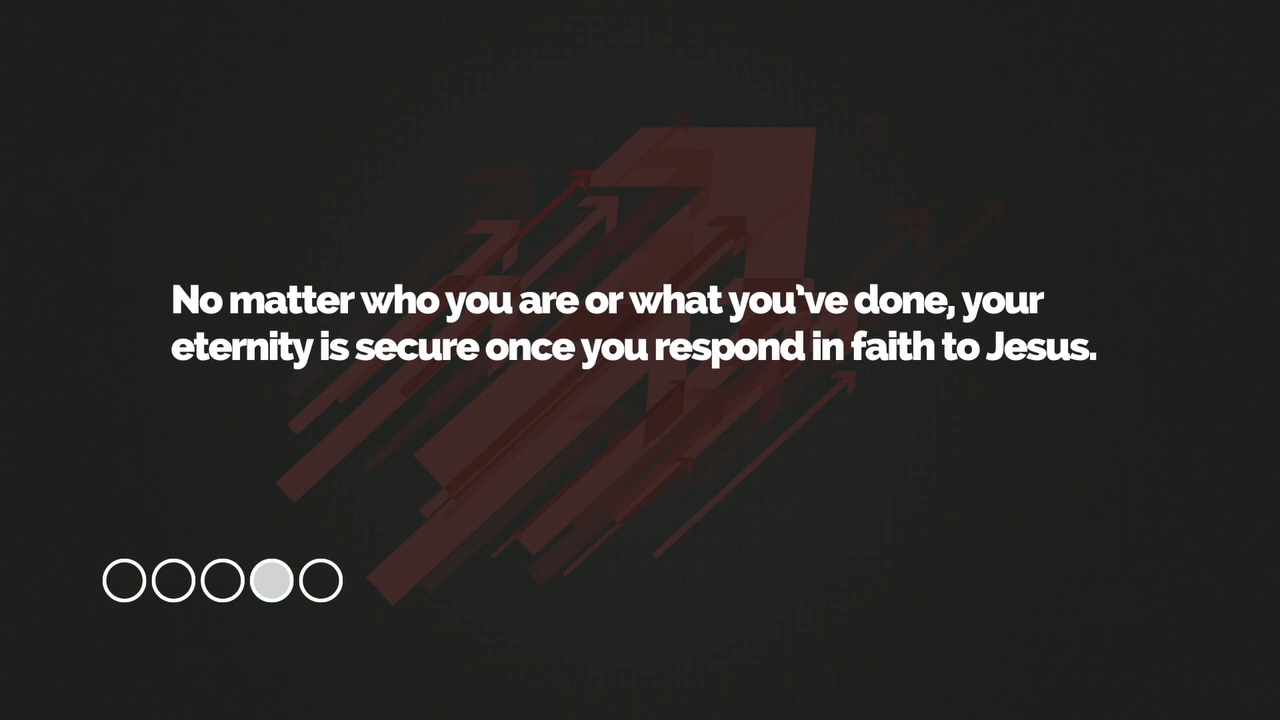 No matter who you are or what you've done, your
eternity is secure once you respond in faith to Jesus.